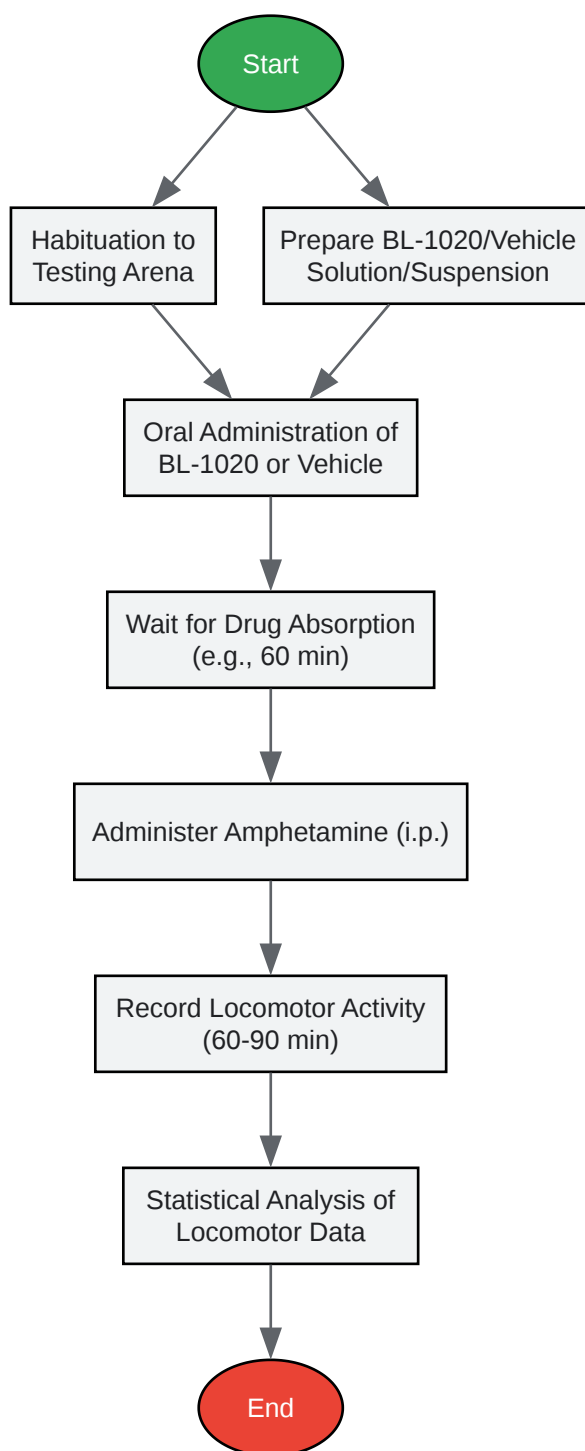 Start
Habituation to
Testing Arena
Prepare BL-1020/Vehicle
Solution/Suspension
Oral Administration of
BL-1020 or Vehicle
Wait for Drug Absorption
(e.g., 60 min)
Administer Amphetamine (i.p.)
Record Locomotor Activity
(60-90 min)
Statistical Analysis of
Locomotor Data
End